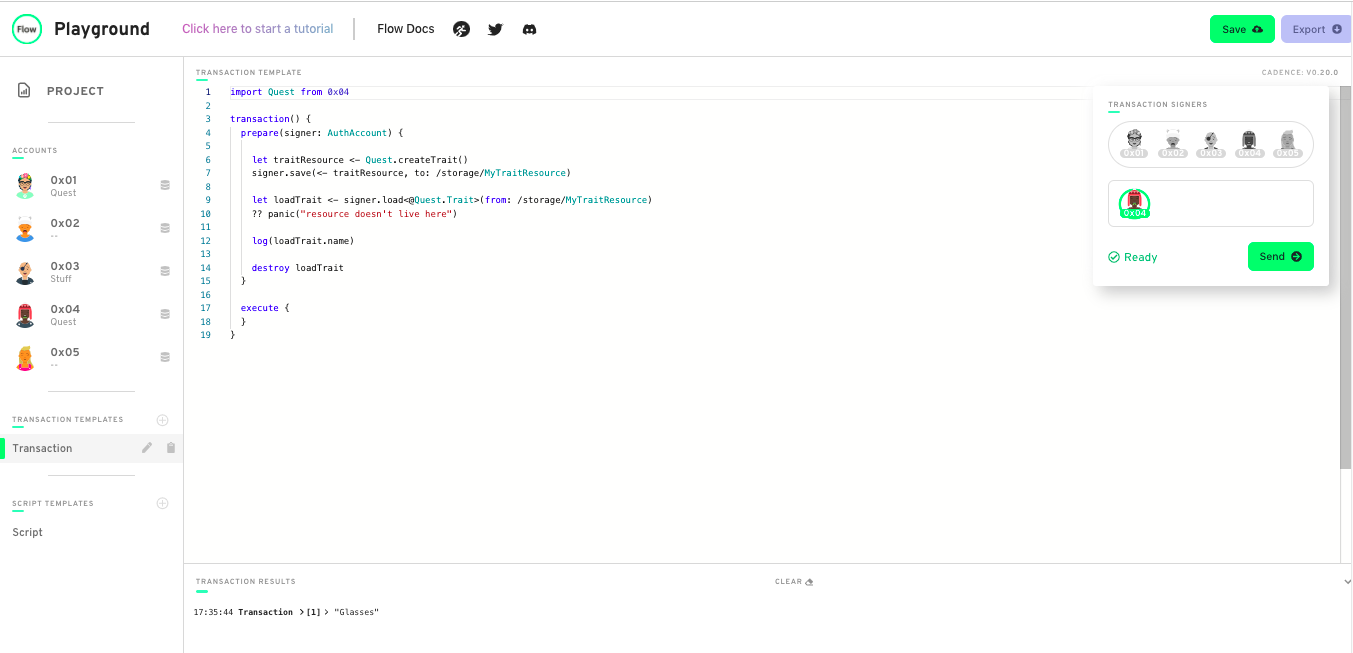 Flow Playground Click here to start a tutorial Flow Docs Save Export
PROJECT
ACCOUNTS
0x01
Quest
0x02
--
0x03
Stuff
0x04
Quest
0x05
--
TRANSACTION TEMPLATES
Transaction
SCRIPT TEMPLATES
Script
TRANSACTION TEMPLATE
CADENCE: V0.20.0
1 import Quest from 0x04
2
3 transaction() {
4 prepare(signer: AuthAccount) {
5
6 let traitResource <- Quest.createTrait()
7 signer.save(<- traitResource, to: /storage/MyTraitResource)
8
9 let loadTrait <- signer.load<@Quest.Trait>(from: /storage/MyTraitResource)
10 ?? panic("resource doesn't live here")
11
12 log(loadTrait.name)
13
14 destroy loadTrait
15 }
16
17 execute {
18 }
19 }
TRANSACTION SIGNERS
0x01 0x02 0x03 0x04 0x05
0x04
Ready Send
TRANSACTION RESULTS CLEAR
17:35:44 Transaction > [1] > "Glasses"